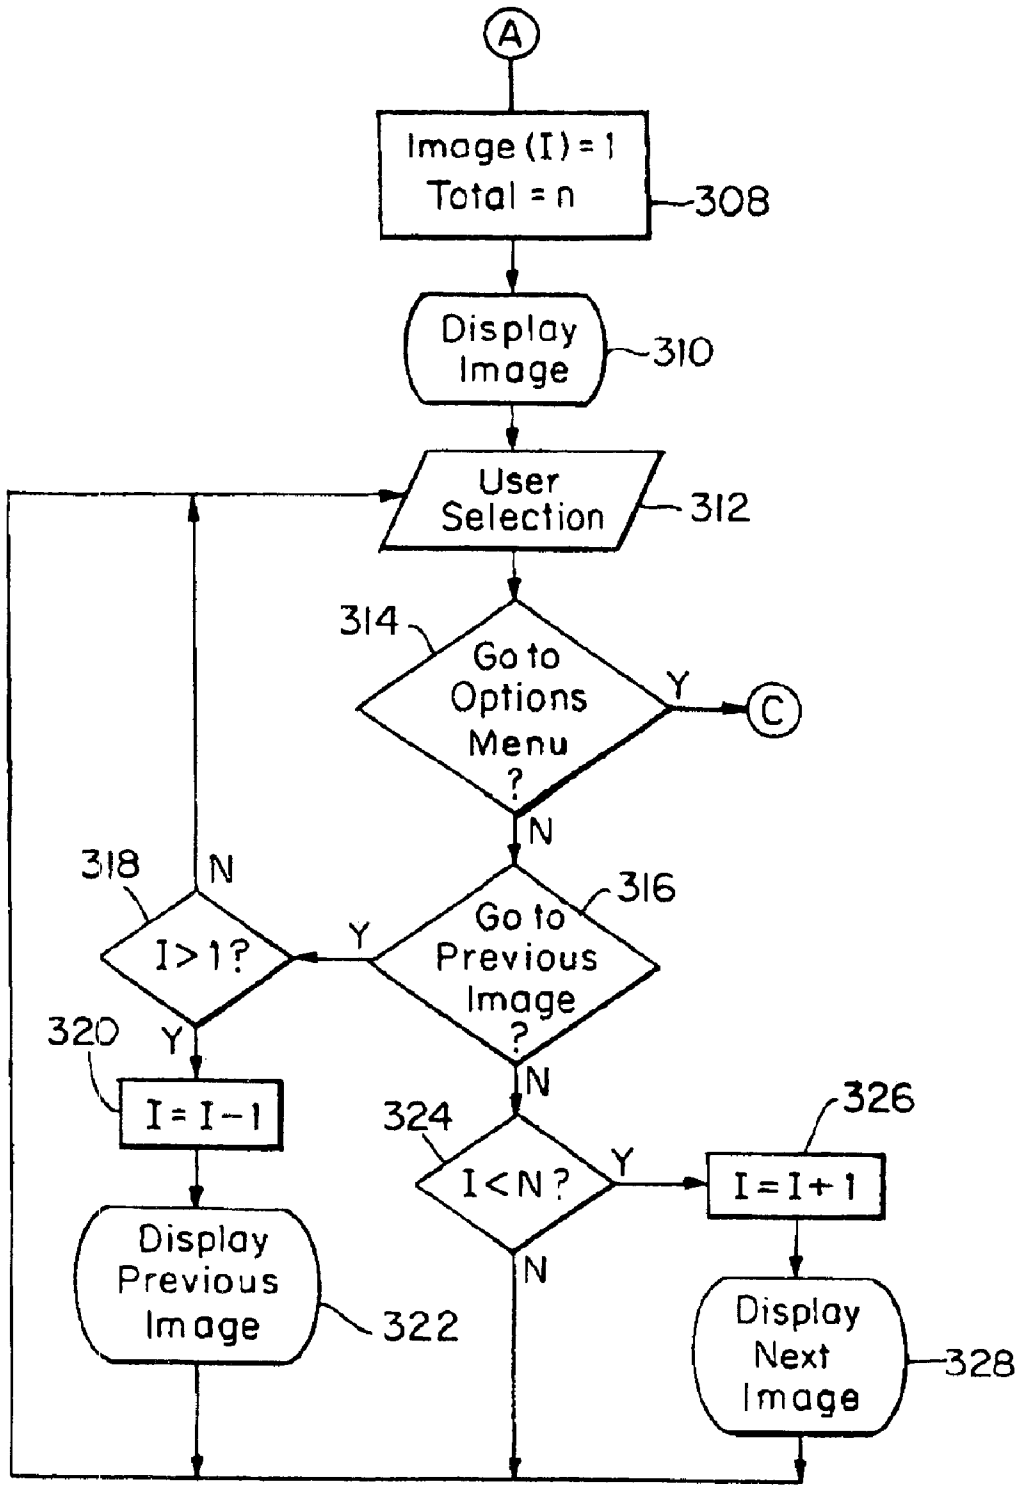 A
Image (I) = 1
Total = n
308
Display
Image
310
User
Selection
312
314
Go to
Options
Menu
?
Y
C
N
318
N
316
Go to
Previous
Image
?
Y
I > 1?
Y
320
I = I - 1
N
324
I < N ?
Y
326
I = I + 1
N
Display
Previous
Image
322
Display
Next
Image
328